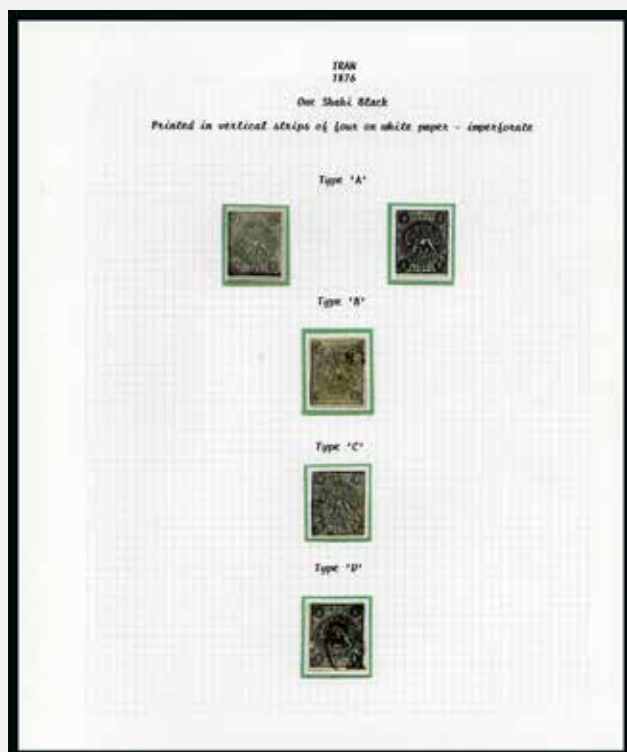 IRAN
1876
One Shahi Black
Printed in vertical strips of four on white paper - imperforate
Type 'A'
Type 'B'
Type 'C'
Type 'D'